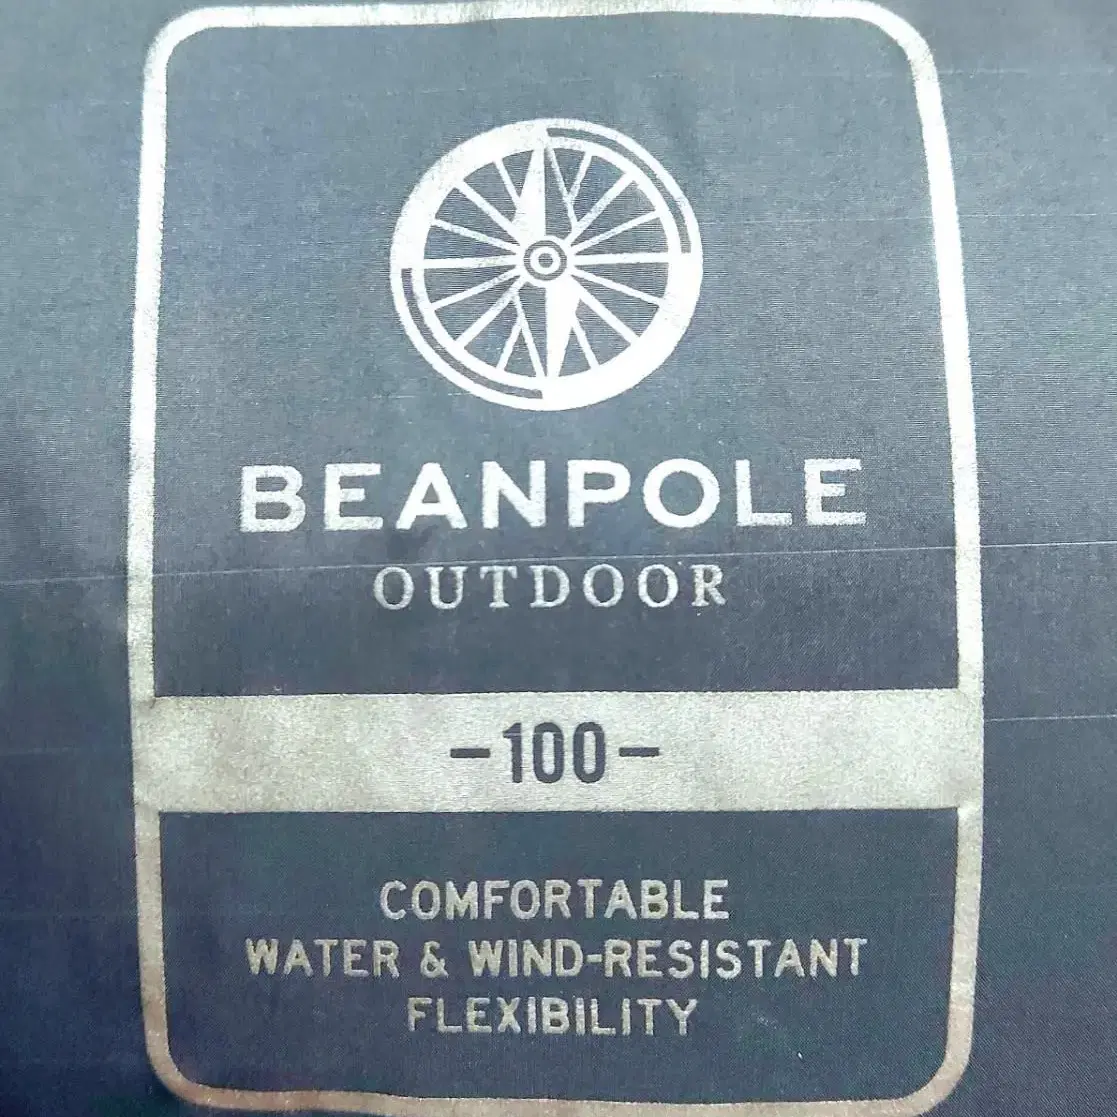 BEANPOLE
OUTDOOR
-100-
COMFORTABLE
WATER & WIND-RESISTANT
FLEXIBILITY